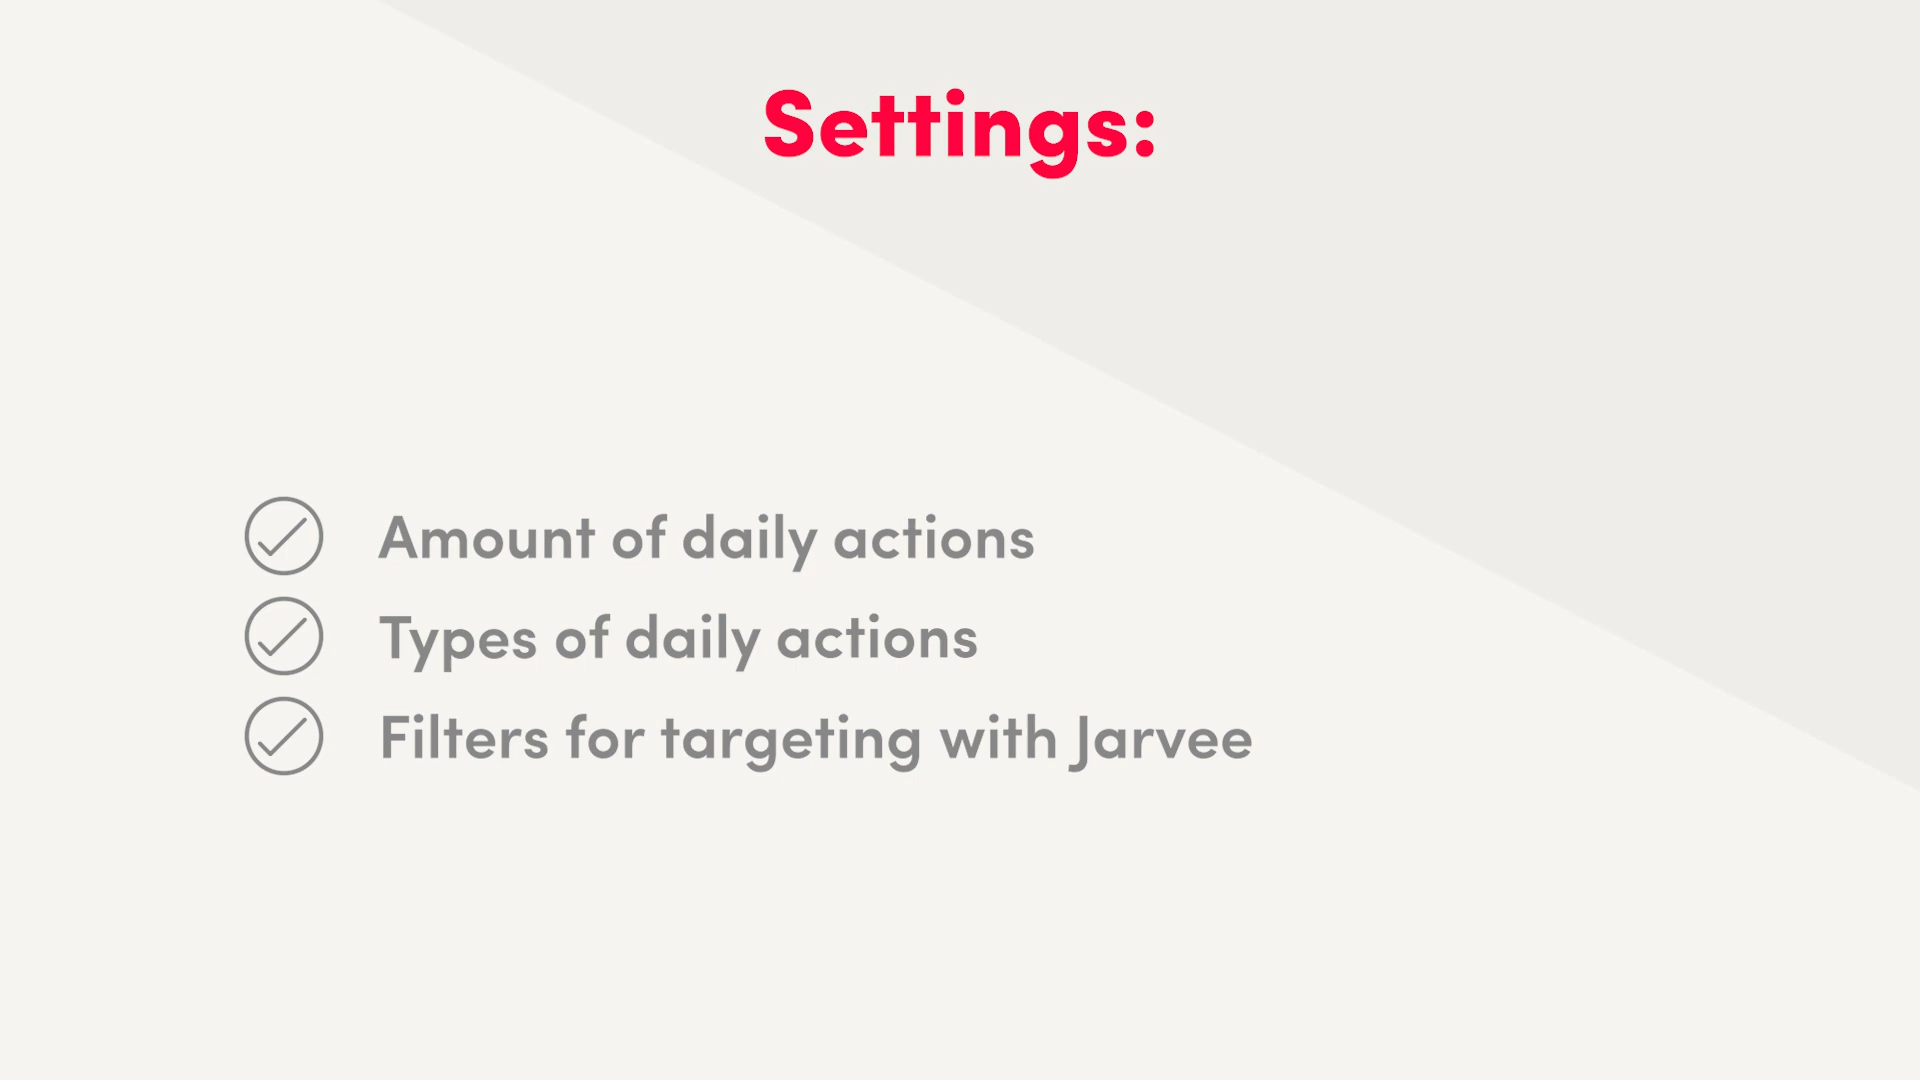 Settings:
Amount of daily actions
Types of daily actions
Filters for targeting with Jarvee